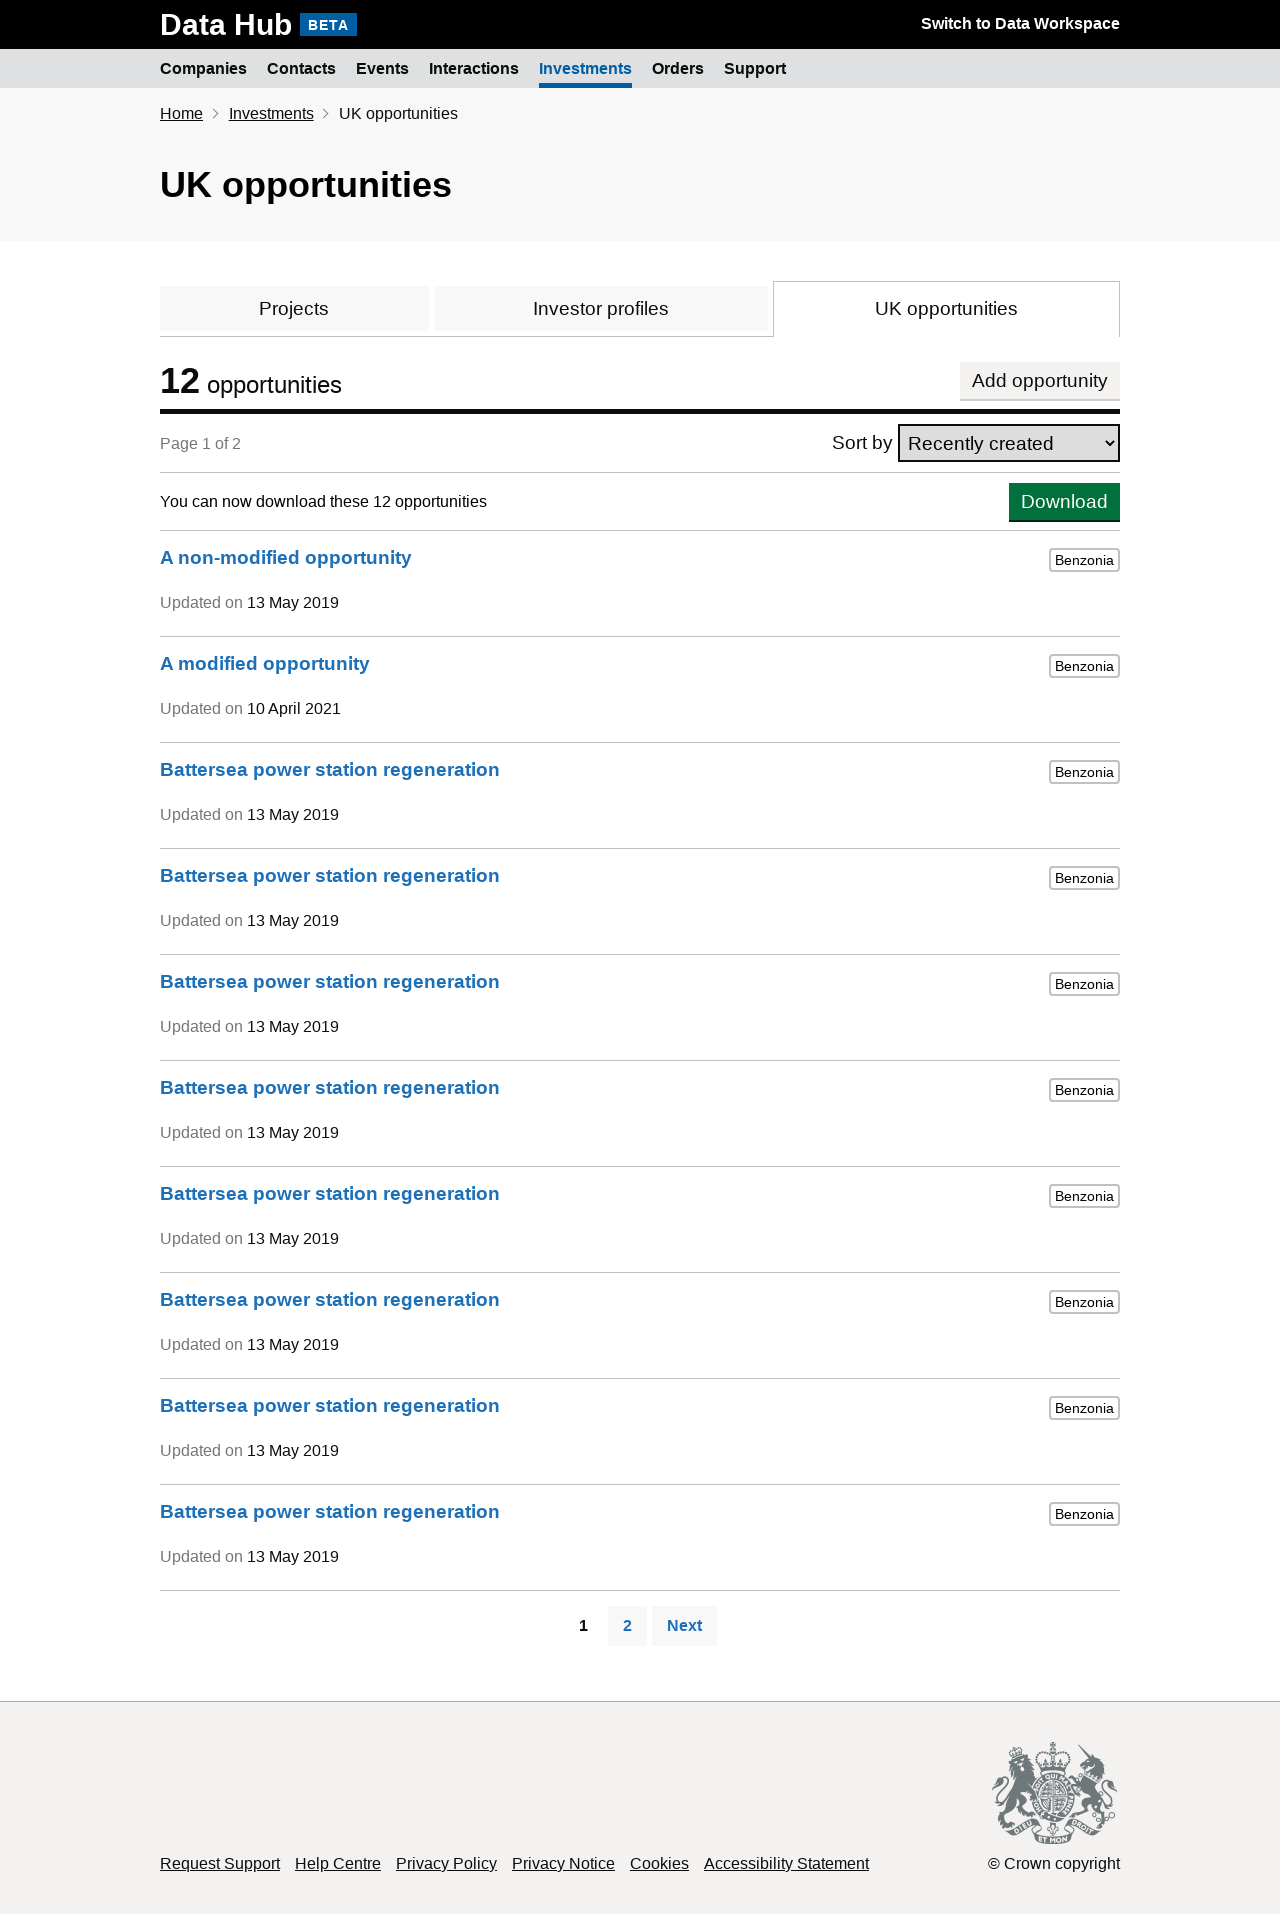 Data Hub BETA Switch to Data Workspace
Companies Contacts Events Interactions Investments Orders Support
Home Investments UK opportunities
UK opportunities
Projects Investor profiles UK opportunities
12 opportunities Add opportunity
Page 1 of 2 Sort by Recently created
You can now download these 12 opportunities Download
A non-modified opportunity Benzonia
Updated on 13 May 2019
A modified opportunity Benzonia
Updated on 10 April 2021
Battersea power station regeneration Benzonia
Updated on 13 May 2019
Battersea power station regeneration Benzonia
Updated on 13 May 2019
Battersea power station regeneration Benzonia
Updated on 13 May 2019
Battersea power station regeneration Benzonia
Updated on 13 May 2019
Battersea power station regeneration Benzonia
Updated on 13 May 2019
Battersea power station regeneration Benzonia
Updated on 13 May 2019
Battersea power station regeneration Benzonia
Updated on 13 May 2019
Battersea power station regeneration Benzonia
Updated on 13 May 2019
1 2 Next
DIEU ET MON DROIT
Request Support Help Centre Privacy Policy Privacy Notice Cookies Accessibility Statement © Crown copyright